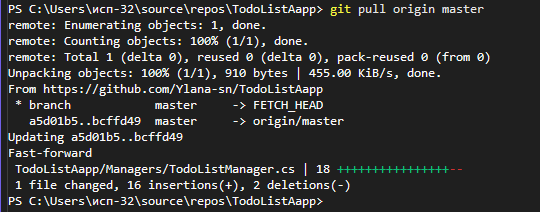 PS C:\Users\исп-32\source\repos\TodoListAapp> git pull origin master
remote: Enumerating objects: 1, done.
remote: Counting objects: 100% (1/1), done.
remote: Total 1 (delta 0), reused 0 (delta 0), pack-reused 0 (from 0)
Unpacking objects: 100% (1/1), 910 bytes | 455.00 KiB/s, done.
From https://github.com/Ylana-sn/TodoListAapp
 * branch            master     -> FETCH_HEAD
   a5d01b5..bcffd49  master     -> origin/master
Updating a5d01b5..bcffd49
Fast-forward
 TodoListAapp/Managers/TodoListManager.cs | 18 ++++++++++++++++--
 1 file changed, 16 insertions(+), 2 deletions(-)
PS C:\Users\исп-32\source\repos\TodoListAapp>